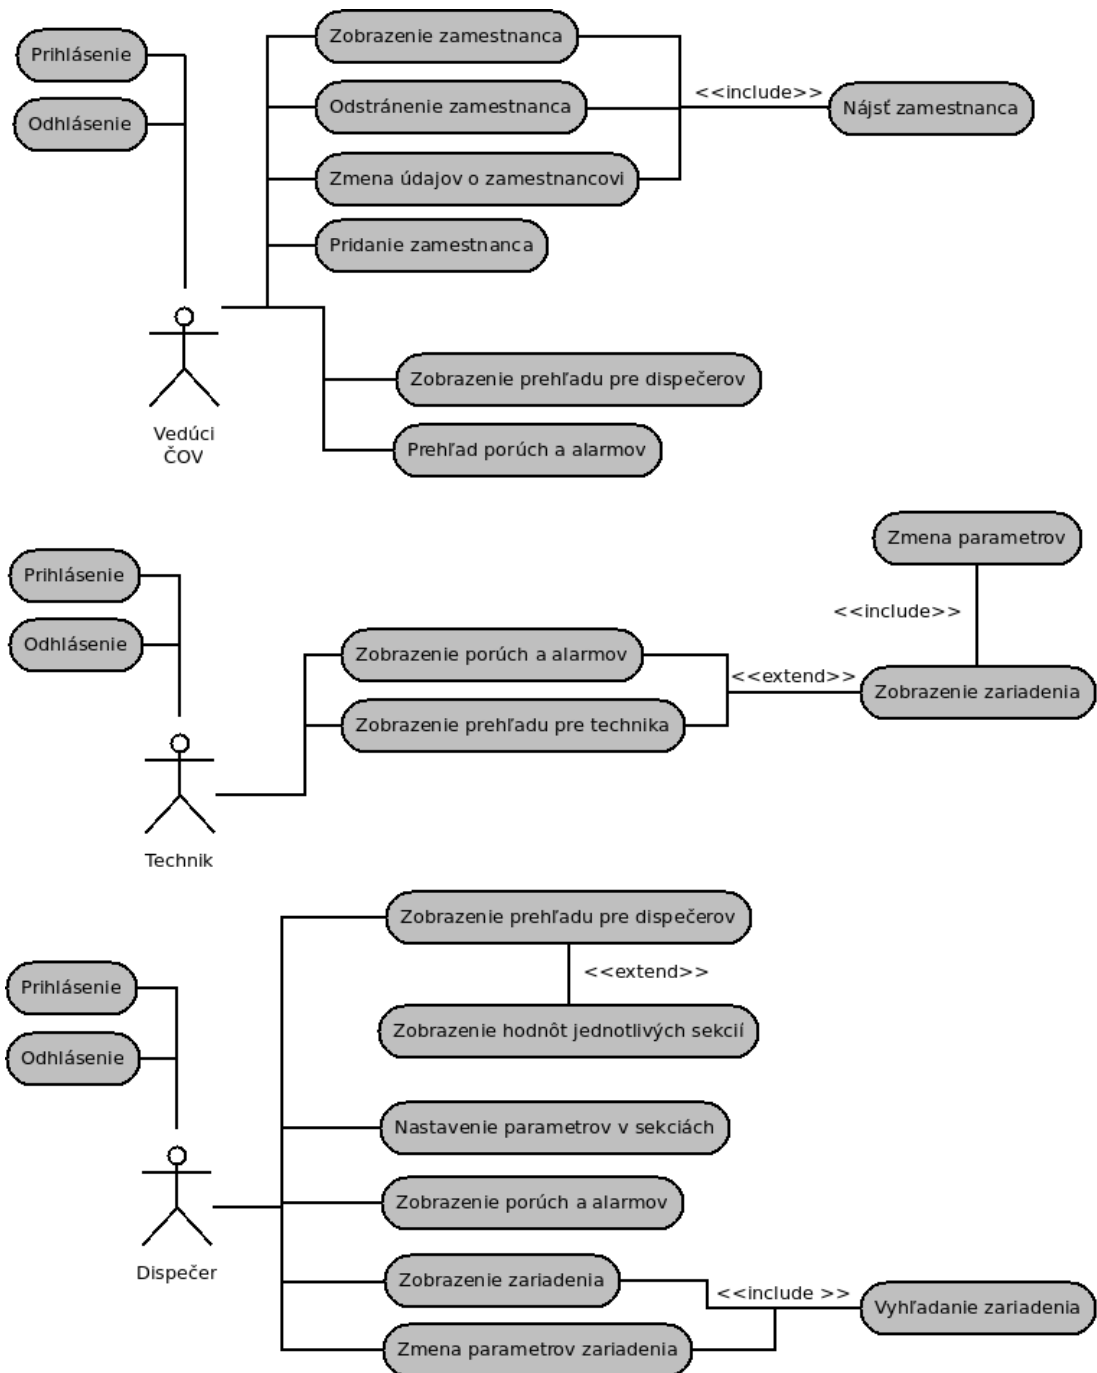 Prihlásenie
Odhlásenie
Zobrazenie zamestnanca
Odstránenie zamestnanca
Zmena údajov o zamestnancovi
Pridanie zamestnanca
<<include>>
Nájsť zamestnanca
Zobrazenie prehľadu pre dispečerov
Prehľad porúch a alarmov
Vedúci
ČOV
Prihlásenie
Odhlásenie
Zobrazenie porúch a alarmov
Zobrazenie prehľadu pre technika
<<extend>>
Zmena parametrov
<<include>>
Zobrazenie zariadenia
Technik
Prihlásenie
Odhlásenie
Zobrazenie prehľadu pre dispečerov
<<extend>>
Zobrazenie hodnôt jednotlivých sekcií
Nastavenie parametrov v sekciách
Zobrazenie porúch a alarmov
Zobrazenie zariadenia
Zmena parametrov zariadenia
<<include >>
Vyhľadanie zariadenia
Dispečer